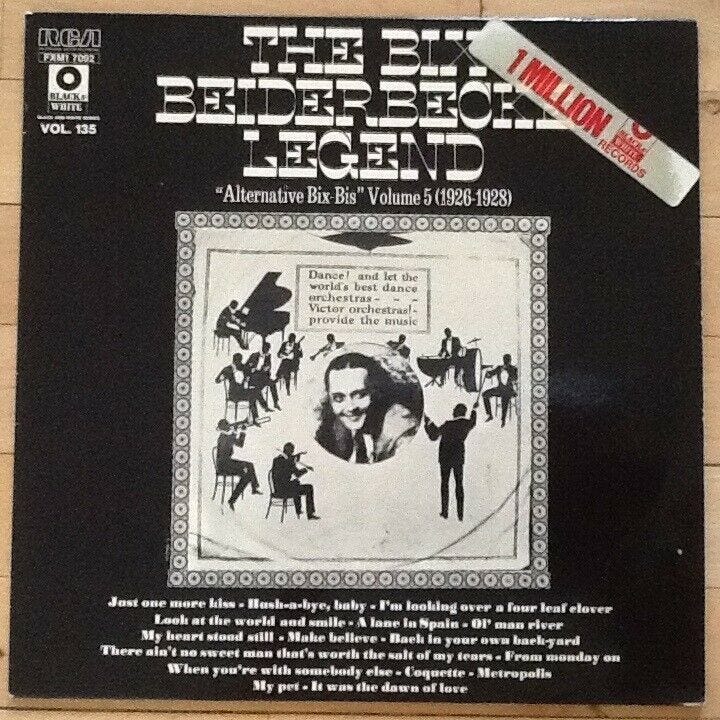 RCA
FXM1 7092
BLACK & WHITE
VOL. 135
THE BIX
BEIDERBECKE
LEGEND
1 MILLION
BLACK & WHITE
RECORDS
"Alternative Bix-Bis" Volume 5 (1926-1928)
Dance! and let the
world's best dance
orchestras - - -
Victor orchestras!-
provide the music
Just one more kiss - Hush-a-bye, baby - I'm looking over a four leaf clover
Look at the world and smile - A lane in Spain - Ol' man river
My heart stood still - Make believe - Back in your own back-yard
There ain't no sweet man that's worth the salt of my tears - From monday on
When you're with somebody else - Coquette - Metropolis
My pet - It was the dawn of love